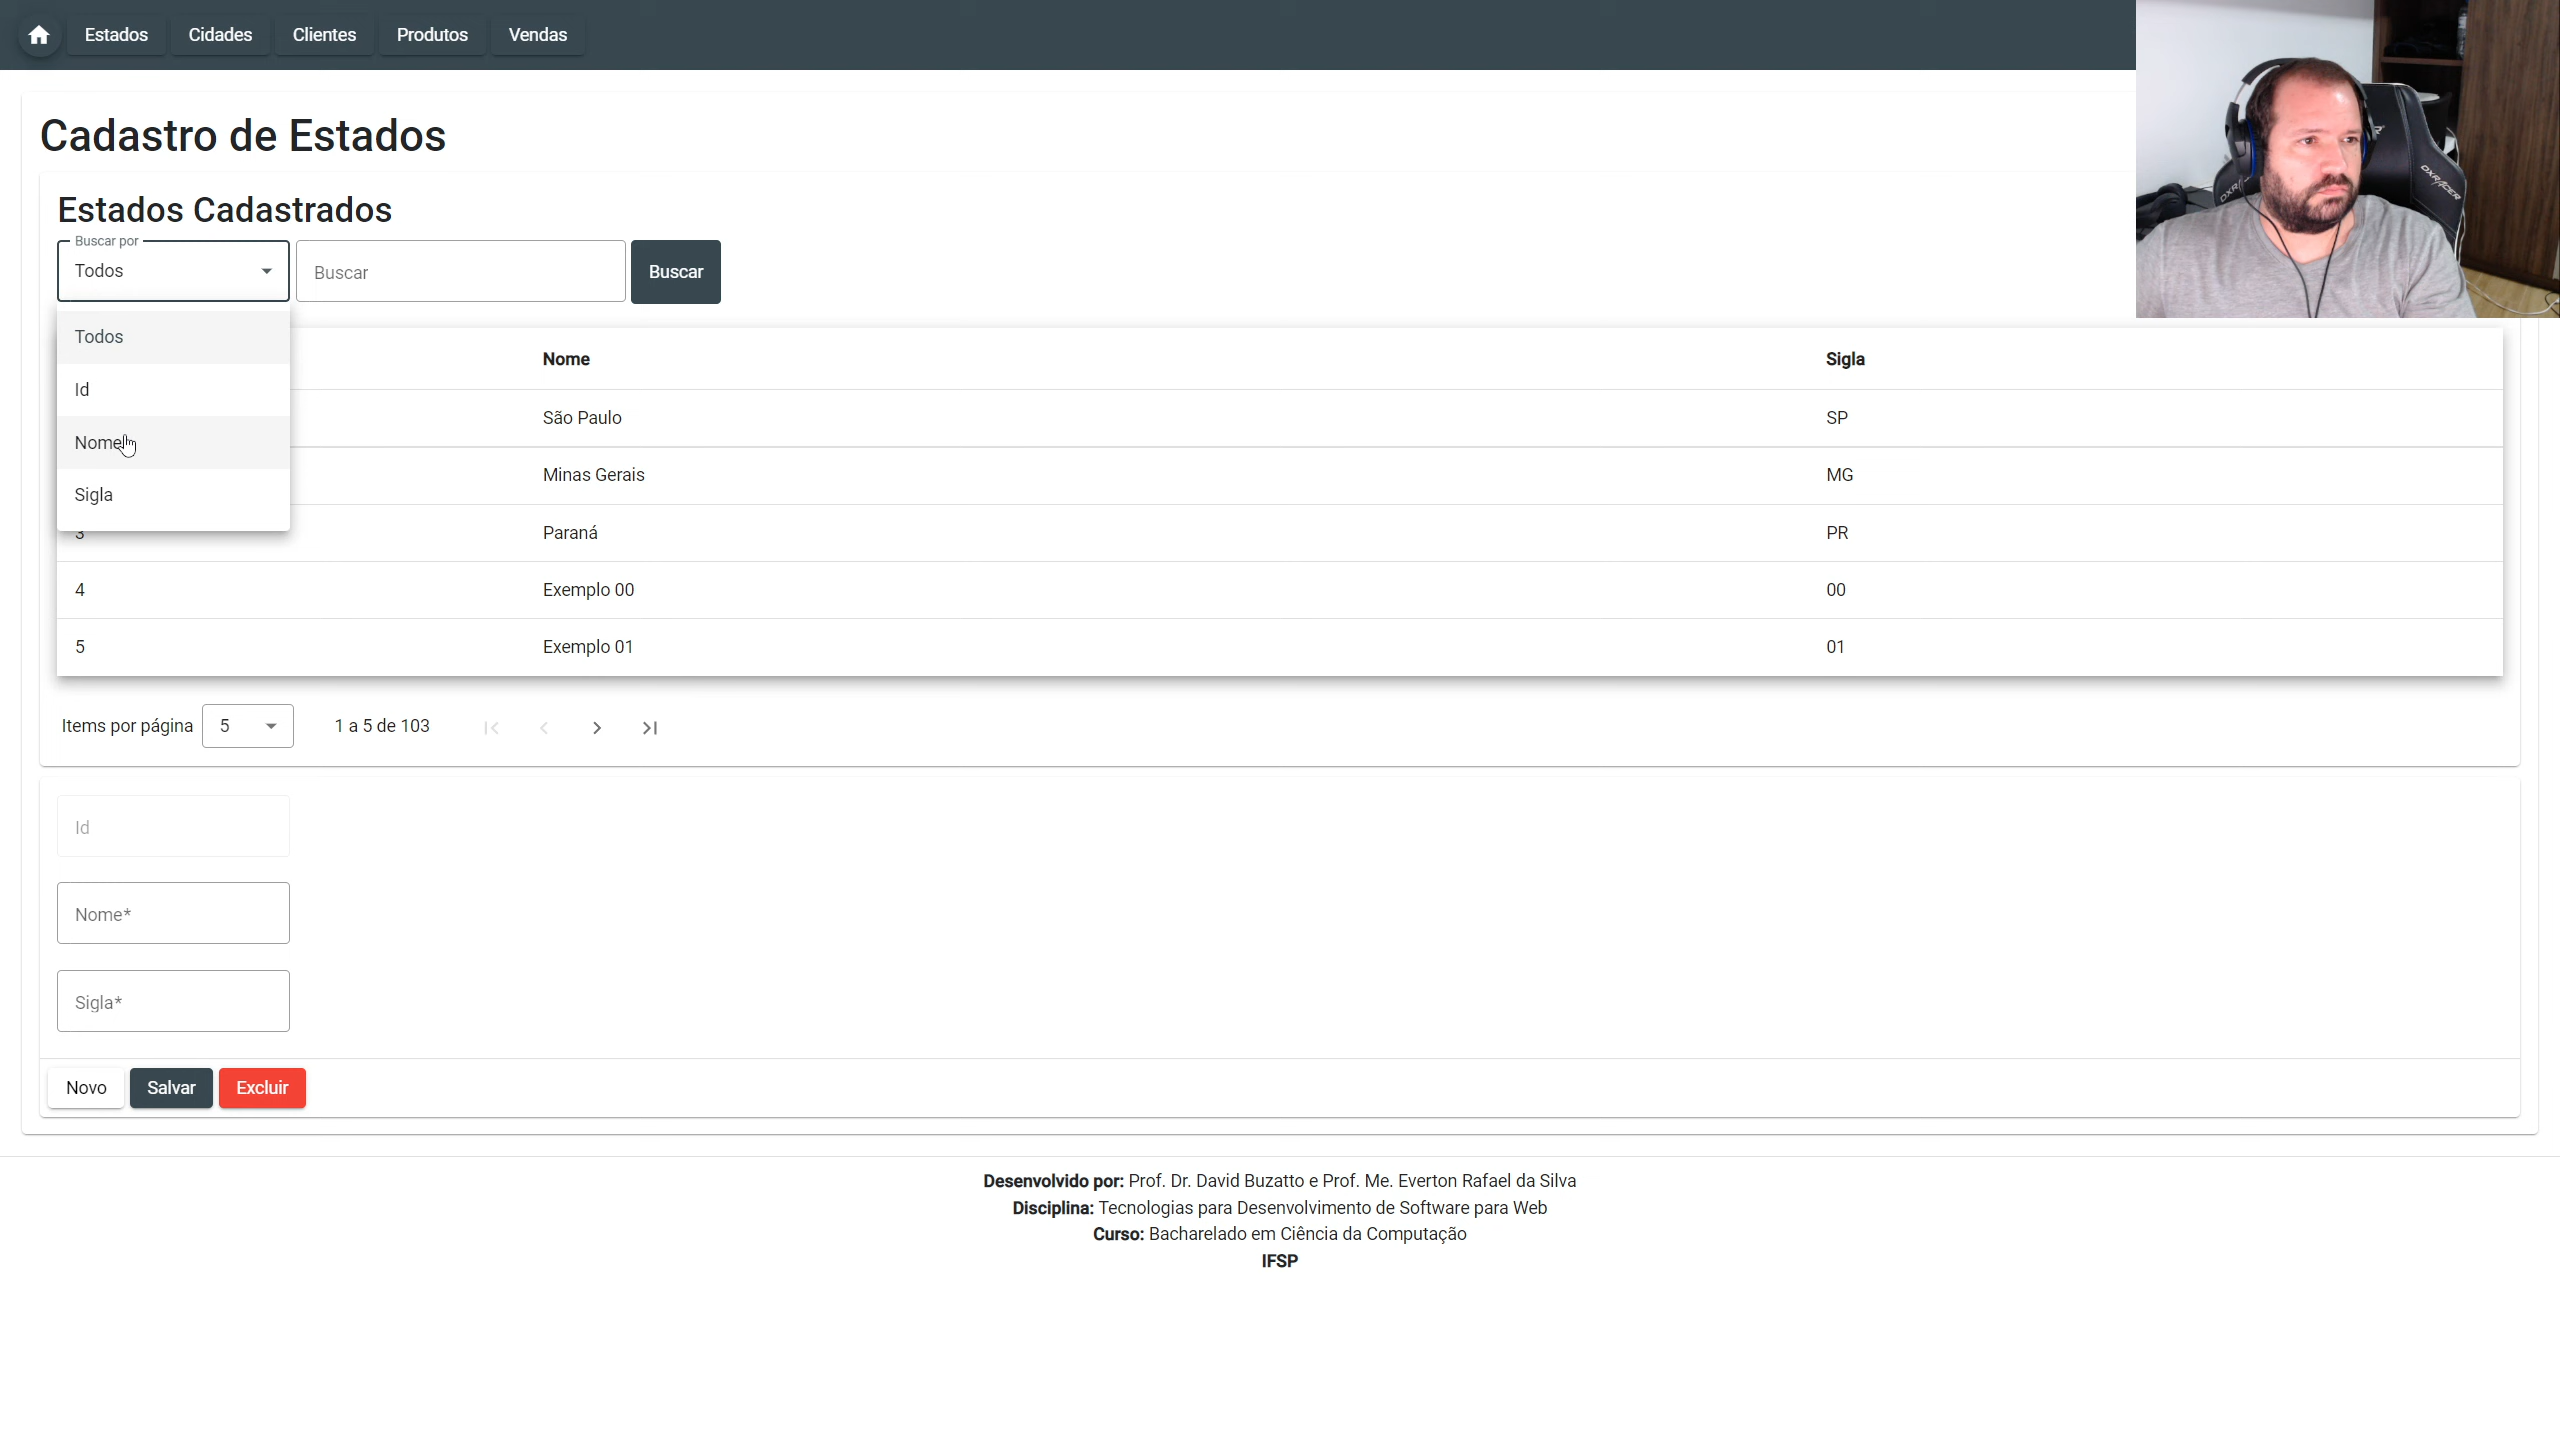 Estados Cidades Clientes Produtos Vendas
Cadastro de Estados
Estados Cadastrados
Buscar por
Todos Buscar Buscar
Todos
Id
Nome
Sigla
Nome Sigla
São Paulo SP
Minas Gerais MG
3 Paraná PR
4 Exemplo 00 00
5 Exemplo 01 01
Items por página 5 1 a 5 de 103
Id
Nome*
Sigla*
Novo Salvar Excluir
Desenvolvido por: Prof. Dr. David Buzatto e Prof. Me. Everton Rafael da Silva
Disciplina: Tecnologias para Desenvolvimento de Software para Web
Curso: Bacharelado em Ciência da Computação
IFSP
DXRACER